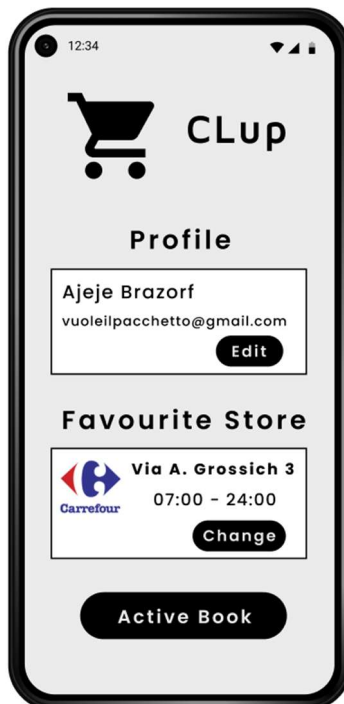 12:34
CLup
Profile
Ajeje Brazorf
vuoleilpacchetto@gmail.com
Edit
Favourite Store
Via A. Grossich 3
07:00 - 24:00
Carrefour
Change
Active Book